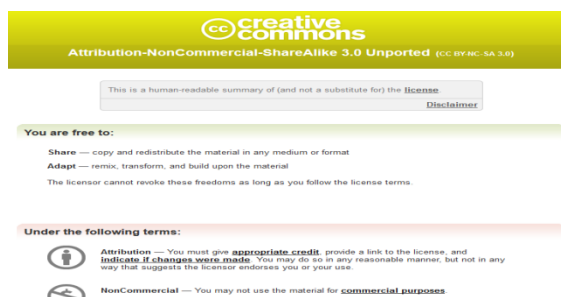 cc creative
commons
Attribution-NonCommercial-ShareAlike 3.0 Unported (CC BY-NC-SA 3.0)
This is a human-readable summary of (and not a substitute for) the license.
Disclaimer
You are free to:
Share — copy and redistribute the material in any medium or format
Adapt — remix, transform, and build upon the material
The licensor cannot revoke these freedoms as long as you follow the license terms.
Under the following terms:
Attribution — You must give appropriate credit, provide a link to the license, and
indicate if changes were made. You may do so in any reasonable manner, but not in any
way that suggests the licensor endorses you or your use.
NonCommercial — You may not use the material for commercial purposes.